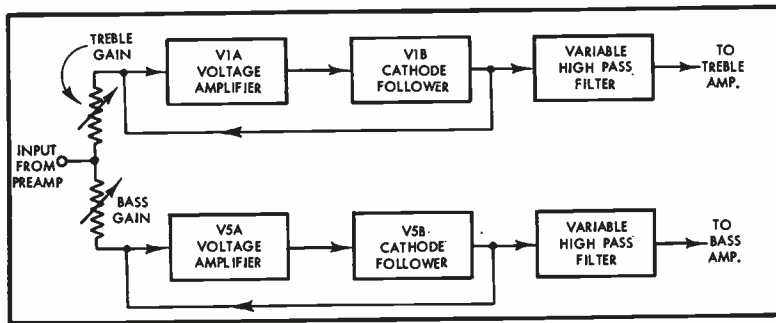 TREBLE
GAIN
V1A
VOLTAGE
AMPLIFIER
V1B
CATHODE
FOLLOWER
VARIABLE
HIGH PASS
FILTER
TO
TREBLE
AMP.
INPUT
FROM
PREAMP
BASS
GAIN
V5A
VOLTAGE
AMPLIFIER
V5B
CATHODE
FOLLOWER
VARIABLE
HIGH PASS
FILTER
TO
BASS
AMP.